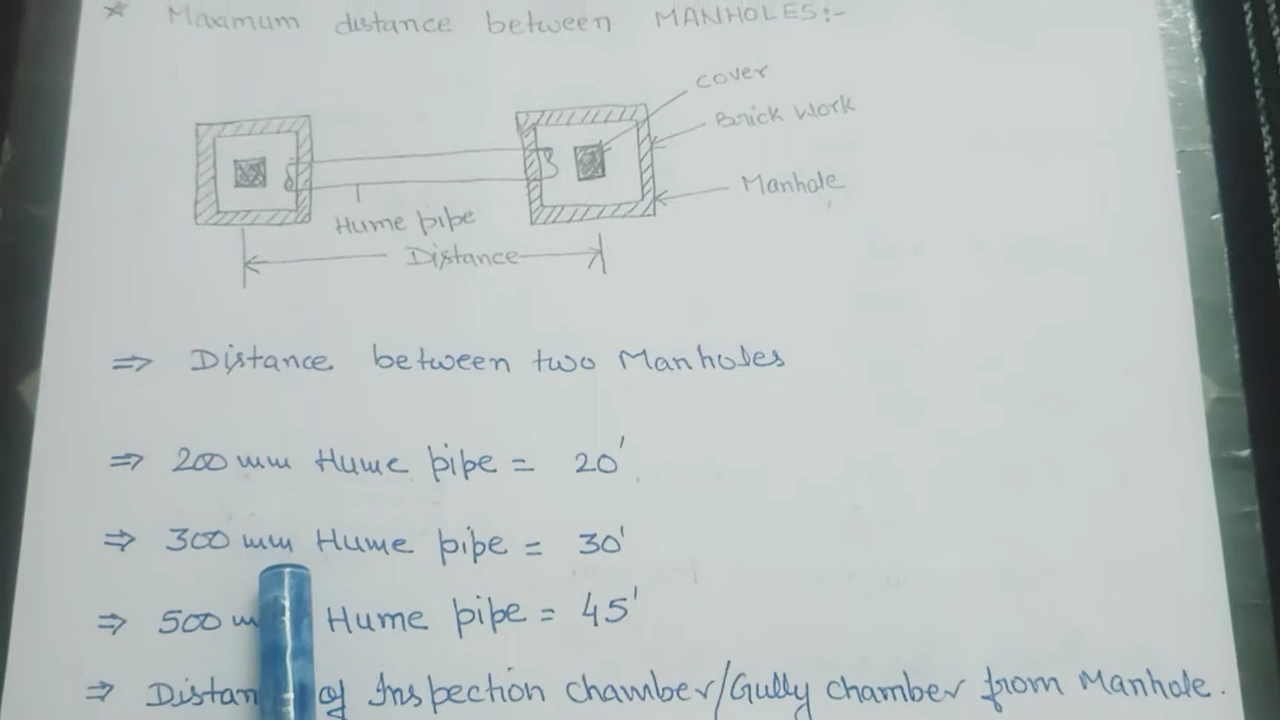 * Maximum distance between MANHOLES:-
cover
Brick work
Manhole
Hume pipe
Distance
⇒ Distance between two Manholes
⇒ 200 mm Hume pipe = 20'
⇒ 300 mm Hume pipe = 30'
⇒ 500 Hume pipe = 45'
⇒ of Inspection chamber/Gully chamber from Manhole.